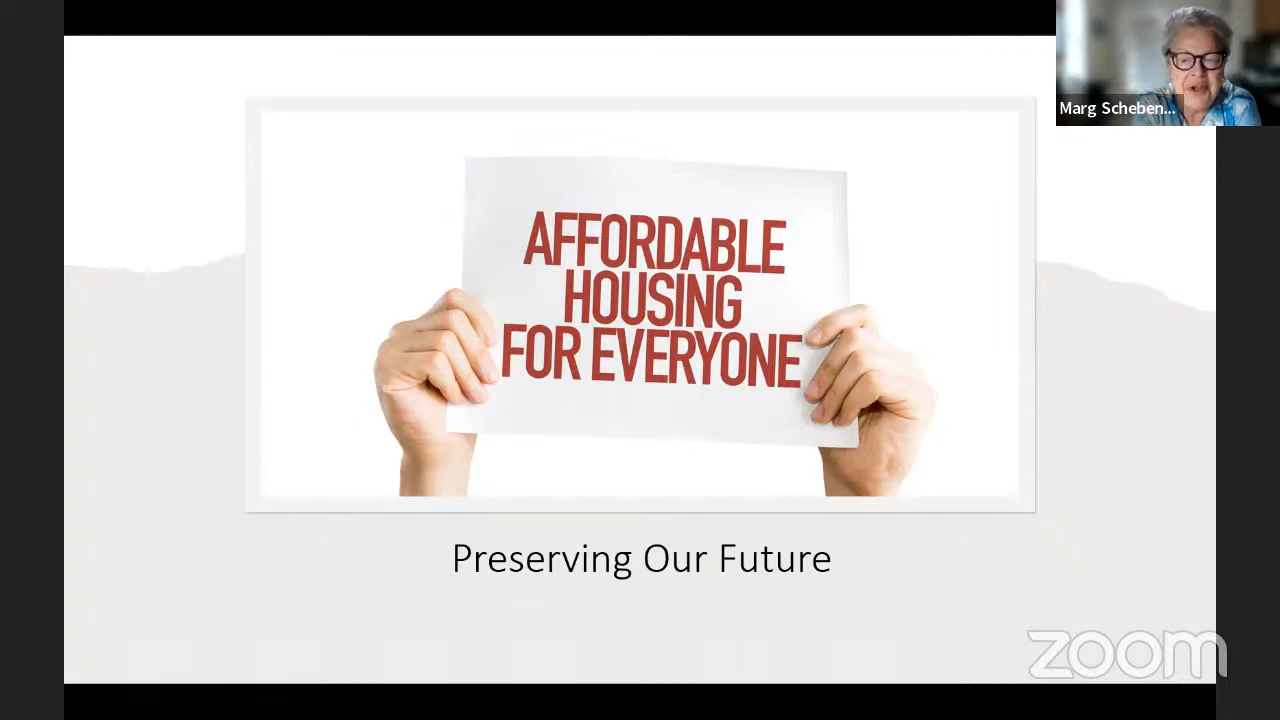 Marg Scheben...
AFFORDABLE
HOUSING
FOR EVERYONE
Preserving Our Future
zoom